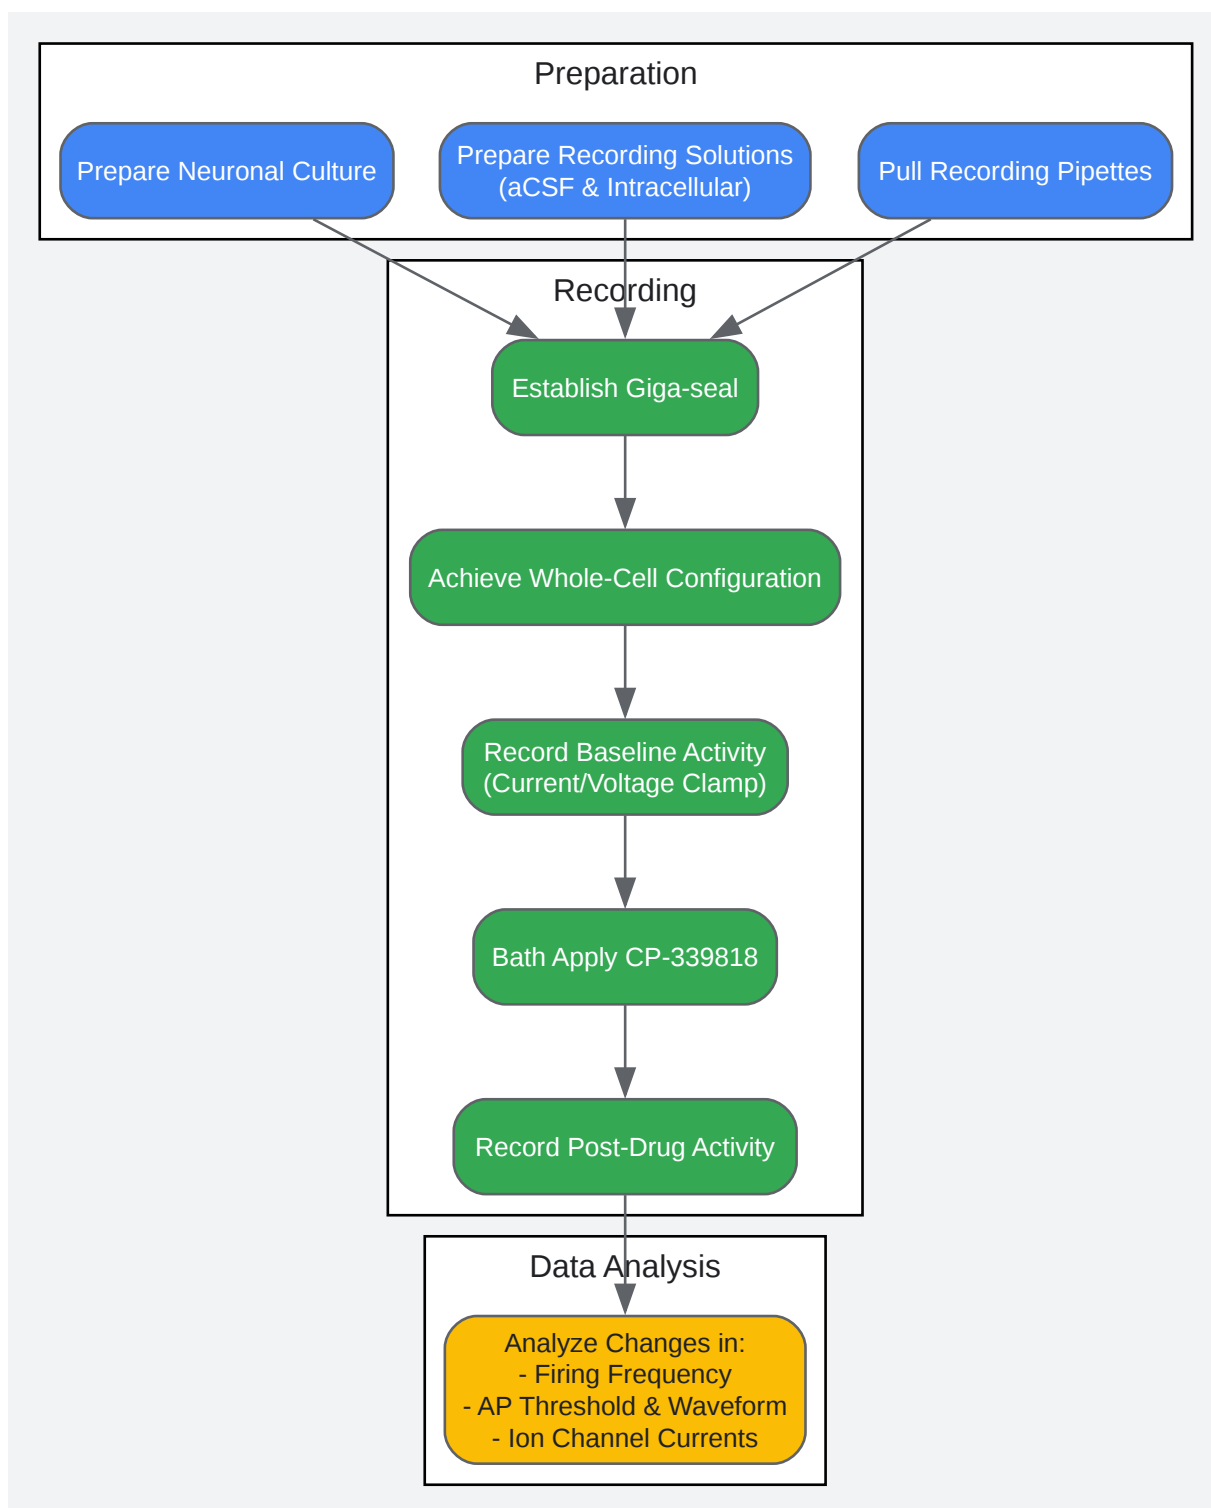 Preparation
Prepare Neuronal Culture
Prepare Recording Solutions
(aCSF & Intracellular)
Pull Recording Pipettes
Recording
Establish Giga-seal
Achieve Whole-Cell Configuration
Record Baseline Activity
(Current/Voltage Clamp)
Bath Apply CP-339818
Record Post-Drug Activity
Data Analysis
Analyze Changes in:
- Firing Frequency
- AP Threshold & Waveform
- Ion Channel Currents